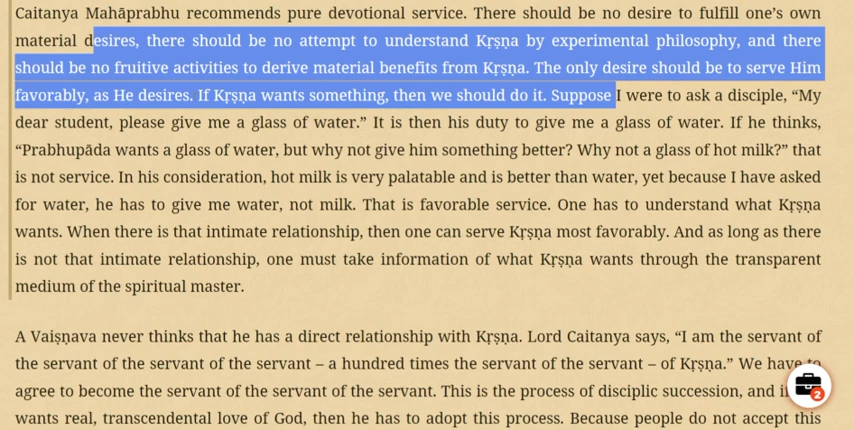 Caitanya Mahāprabhu recommends pure devotional service. There should be no desire to fulfill one’s own
material desires, there should be no attempt to understand Kṛṣṇa by experimental philosophy, and there
should be no fruitive activities to derive material benefits from Kṛṣṇa. The only desire should be to serve Him
favorably, as He desires. If Kṛṣṇa wants something, then we should do it. Suppose I were to ask a disciple, “My
dear student, please give me a glass of water.” It is then his duty to give me a glass of water. If he thinks,
“Prabhupāda wants a glass of water, but why not give him something better? Why not a glass of hot milk?” that
is not service. In his consideration, hot milk is very palatable and is better than water, yet because I have asked
for water, he has to give me water, not milk. That is favorable service. One has to understand what Kṛṣṇa
wants. When there is that intimate relationship, then one can serve Kṛṣṇa most favorably. And as long as there
is not that intimate relationship, one must take information of what Kṛṣṇa wants through the transparent
medium of the spiritual master.
A Vaiṣṇava never thinks that he has a direct relationship with Kṛṣṇa. Lord Caitanya says, “I am the servant of
the servant of the servant of the servant – a hundred times the servant of the servant – of Kṛṣṇa.” We have to
agree to become the servant of the servant of the servant. This is the process of disciplic succession, and
wants real, transcendental love of God, then he has to adopt this process. Because people do not accept this
2